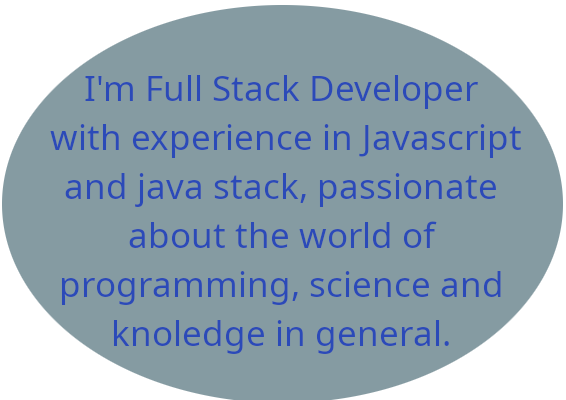 I'm Full Stack Developer
with experience in Javascript
and java stack, passionate
about the world of
programming, science and
knoledge in general.